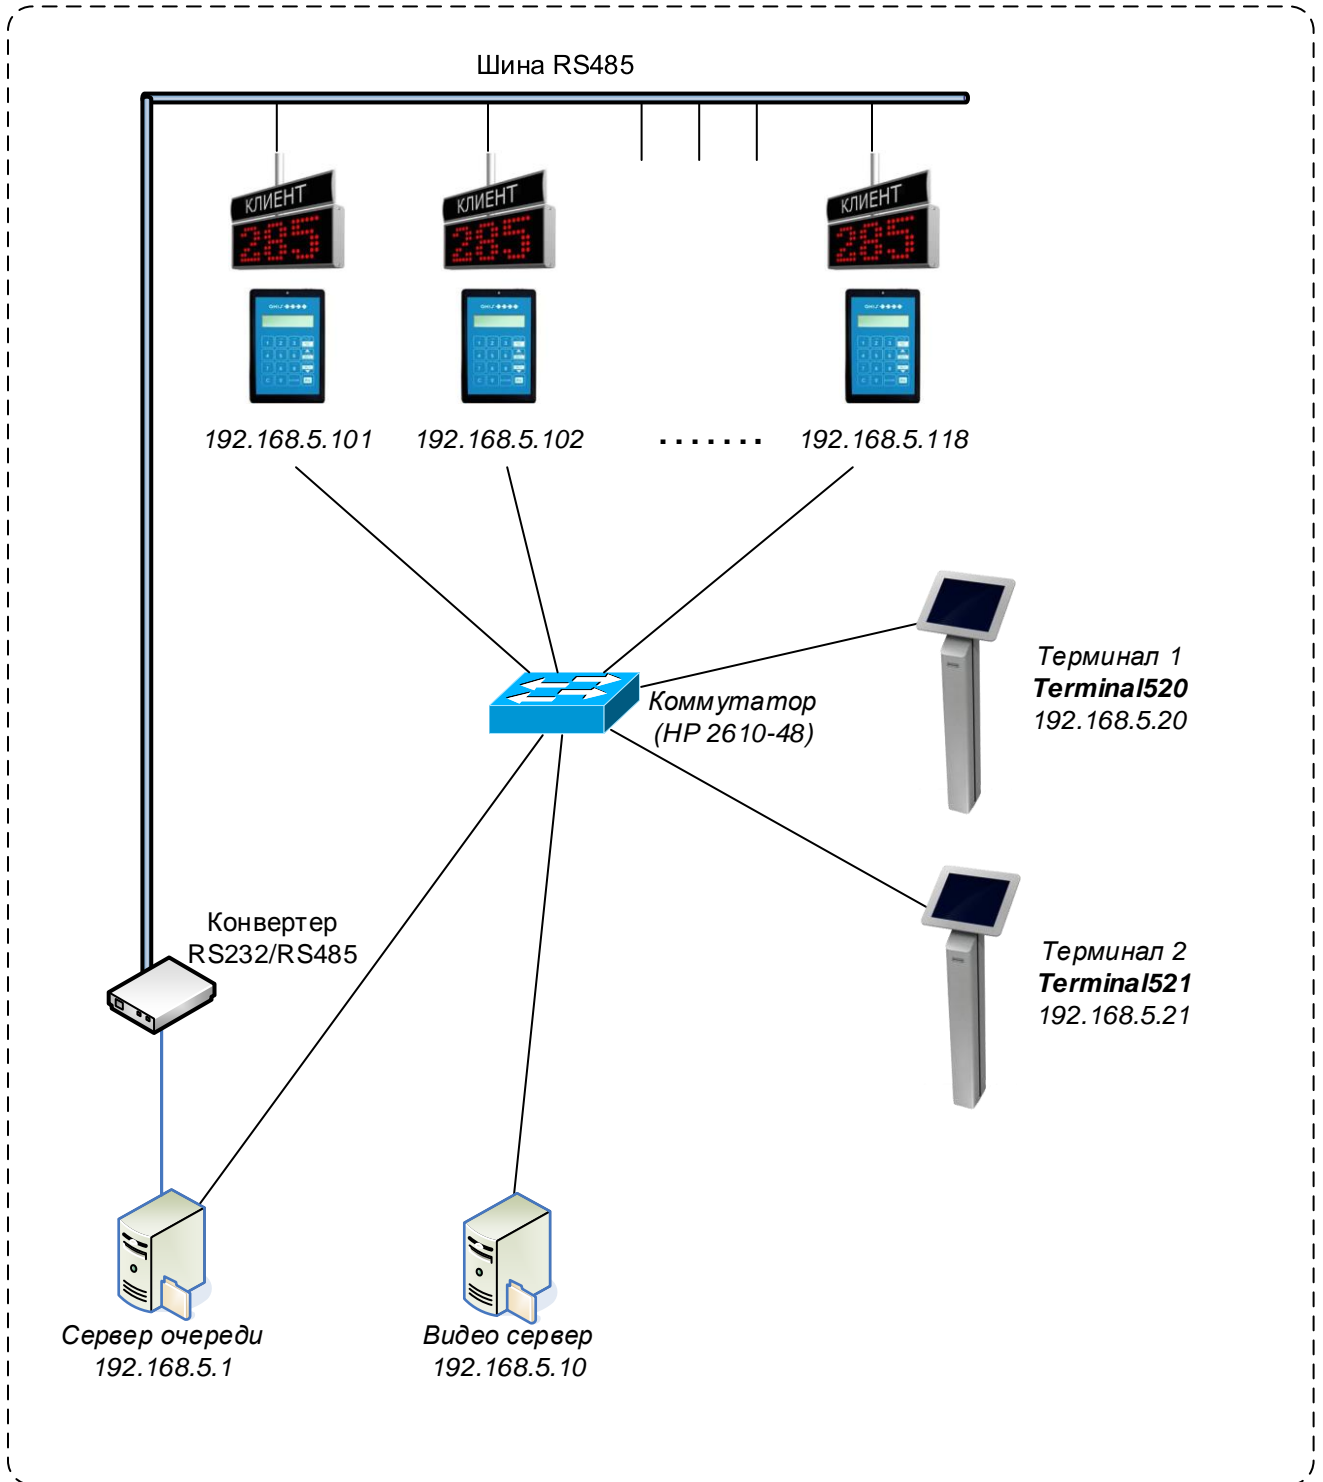 Шина RS485
КЛИЕНТ
285
КЛИЕНТ
285
КЛИЕНТ
285
192.168.5.101
192.168.5.102
.......
192.168.5.118
Терминал 1
Terminal520
192.168.5.20
Коммутатор
(HP 2610-48)
Конвертер
RS232/RS485
Терминал 2
Terminal521
192.168.5.21
Сервер очереди
192.168.5.1
Видео сервер
192.168.5.10